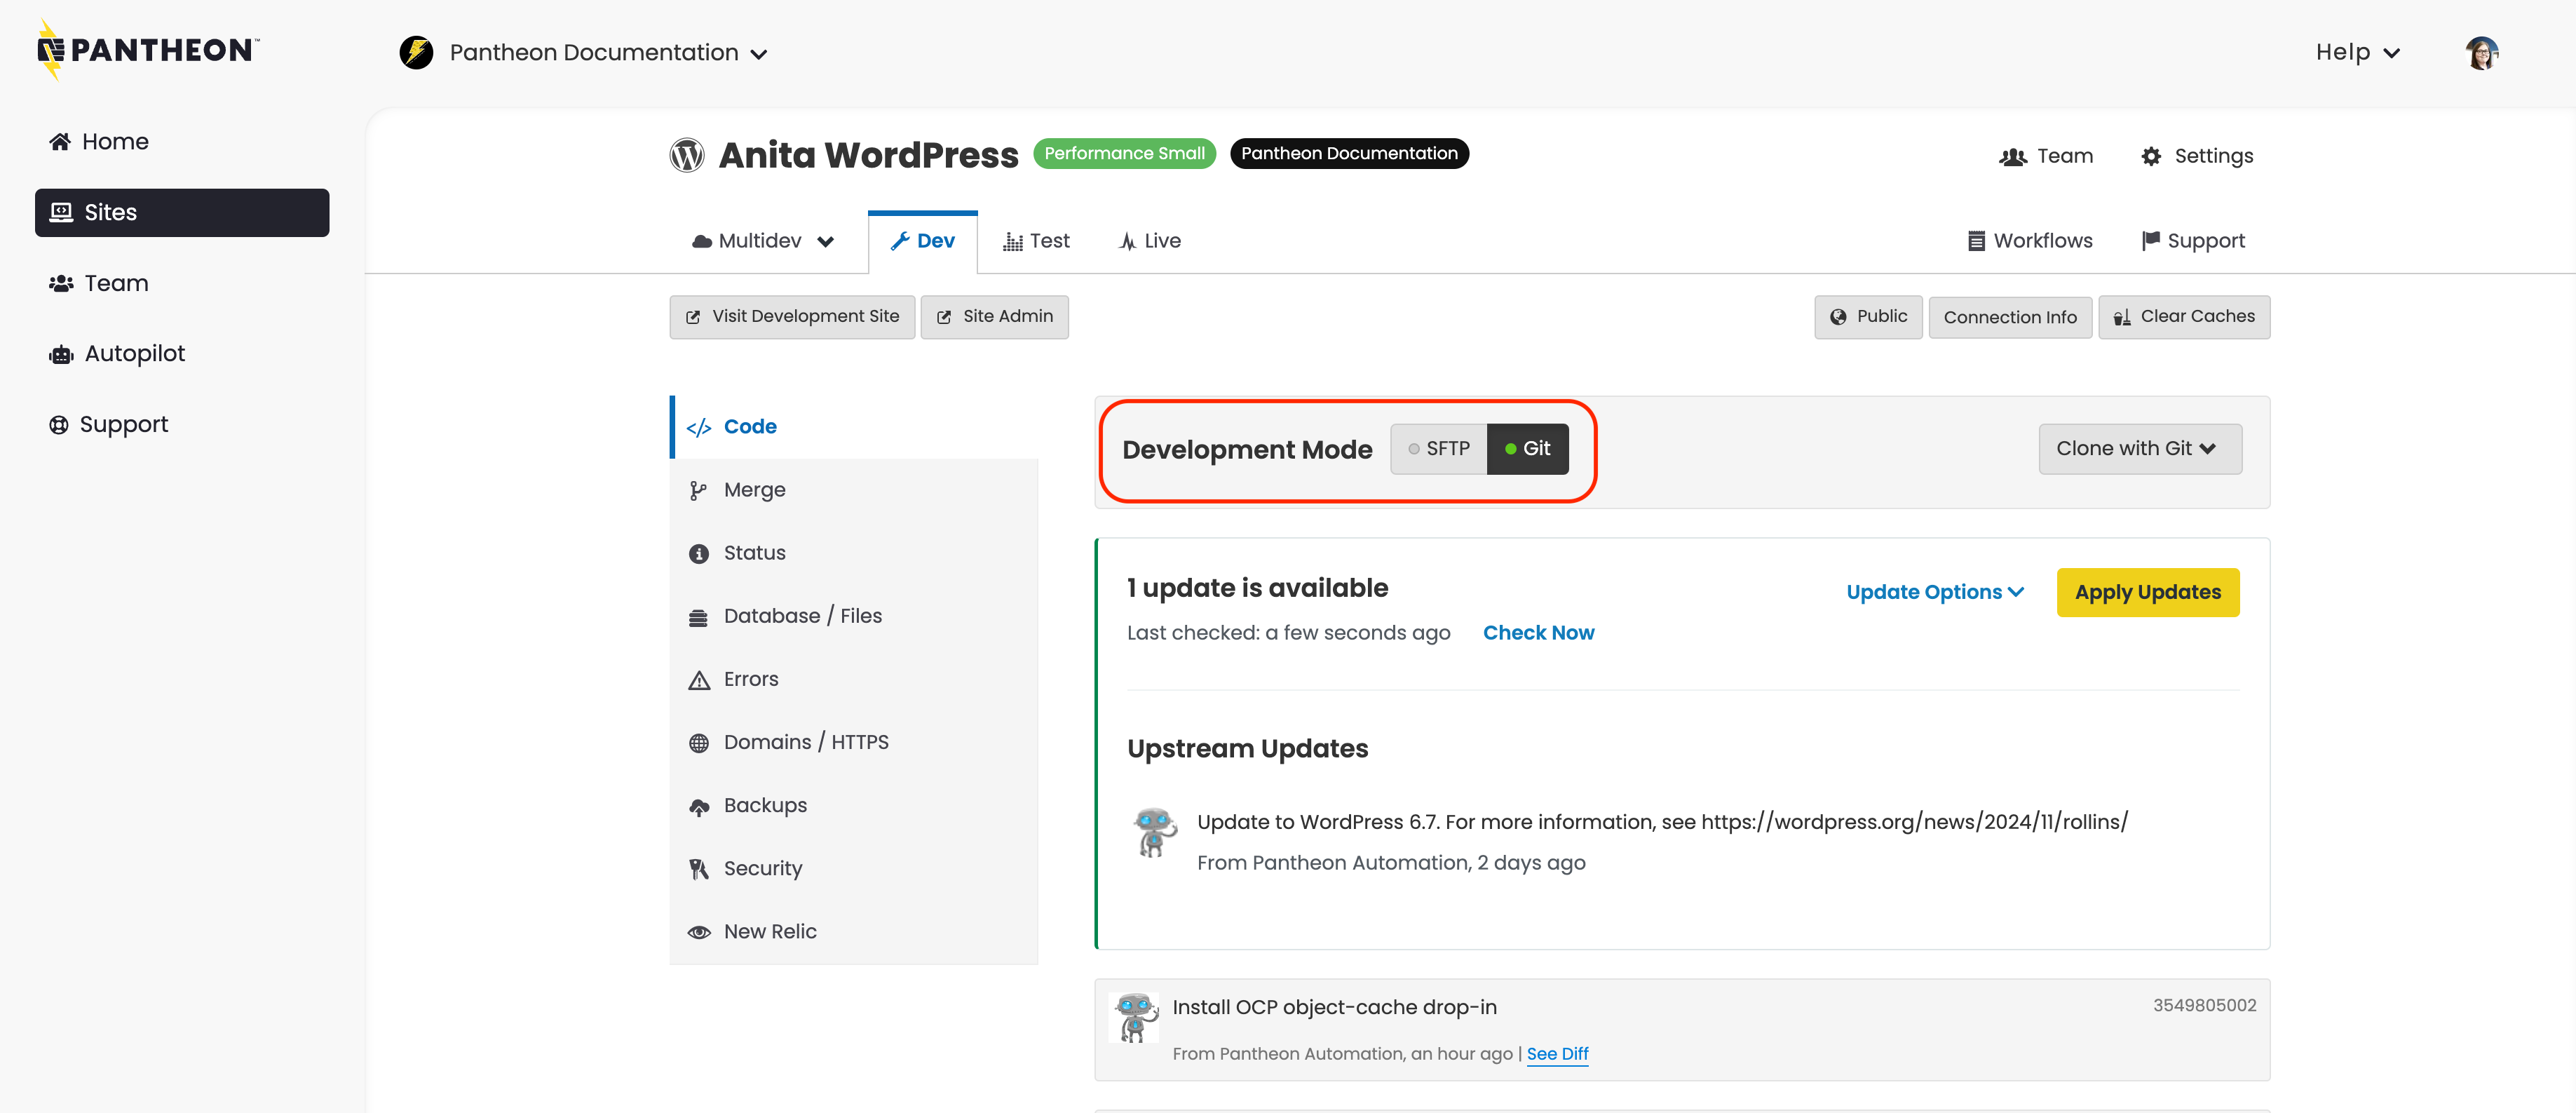 PANTHEON™
Pantheon Documentation
Help
Home
Sites
Team
Autopilot
Support
Anita WordPress
Performance Small
Pantheon Documentation
Team
Settings
Multidev
Dev
Test
Live
Workflows
Support
Visit Development Site
Site Admin
Public
Connection Info
Clear Caches
Code
Merge
Status
Database / Files
Errors
Domains / HTTPS
Backups
Security
New Relic
Development Mode
SFTP
Git
Clone with Git
1 update is available
Update Options
Apply Updates
Last checked: a few seconds ago
Check Now
Upstream Updates
Update to WordPress 6.7. For more information, see https://wordpress.org/news/2024/11/rollins/
From Pantheon Automation, 2 days ago
Install OCP object-cache drop-in
3549805002
From Pantheon Automation, an hour ago | See Diff